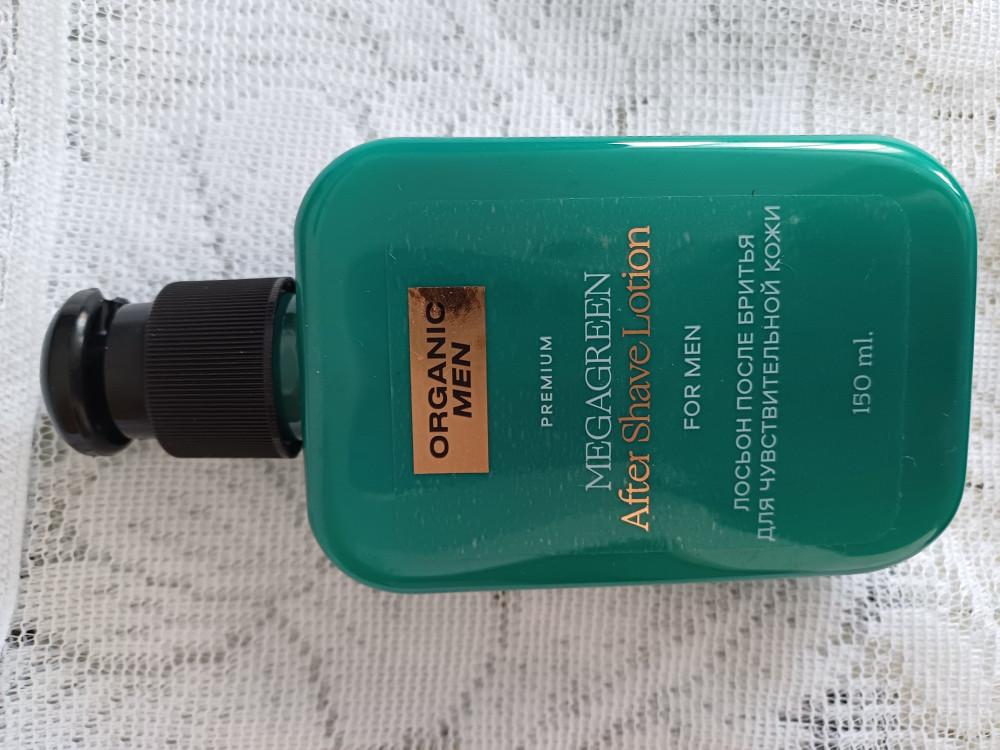 ORGANIC
MEN
PREMIUM
MEGAGREEN
After Shave Lotion
FOR MEN
ЛОСЬОН ПОСЛЕ БРИТЬЯ
ДЛЯ ЧУВСТВИТЕЛЬНОЙ КОЖИ
150 ml.